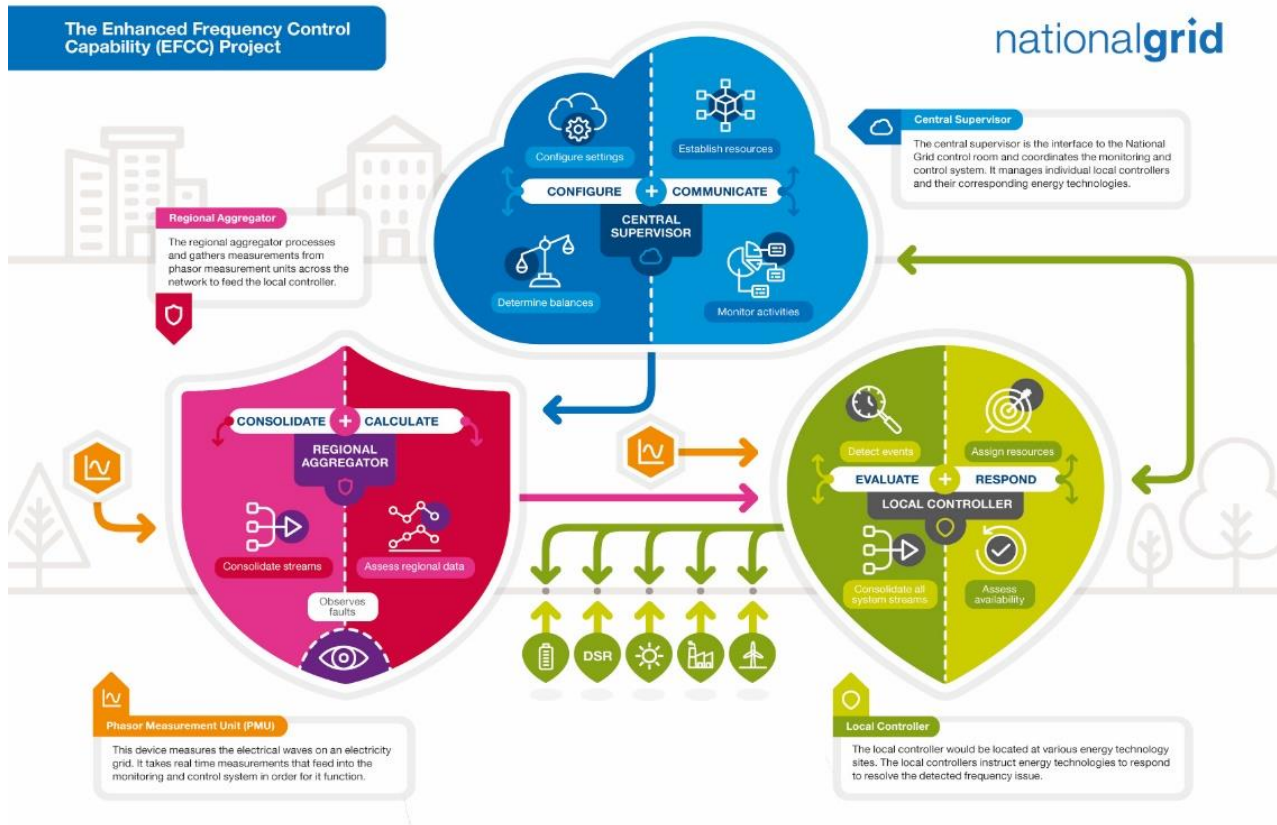 The Enhanced Frequency Control
Capability (EFCC) Project
nationalgrid
Configure settings
Establish resources
CONFIGURE + COMMUNICATE
CENTRAL
SUPERVISOR
Determine balances
Monitor activities
Central Supervisor
The central supervisor is the interface to the National
Grid control room and coordinates the monitoring and
control system. It manages individual local controllers
and their corresponding energy technologies.
Regional Aggregator
The regional aggregator processes
and gathers measurements from
phasor measurement units across the
network to feed the local controller.
CONSOLIDATE + CALCULATE
REGIONAL
AGGREGATOR
Consolidate streams
Assess regional data
Observes
faults
Detect events
Assign resources
EVALUATE + RESPOND
LOCAL CONTROLLER
Consolidate all
system streams
Assess
availability
DSR
Phasor Measurement Unit (PMU)
This device measures the electrical waves on an electricity
grid. It takes real time measurements that feed into the
monitoring and control system in order for it function.
Local Controller
The local controller would be located at various energy technology
sites. The local controllers instruct energy technologies to respond
to resolve the detected frequency issue.